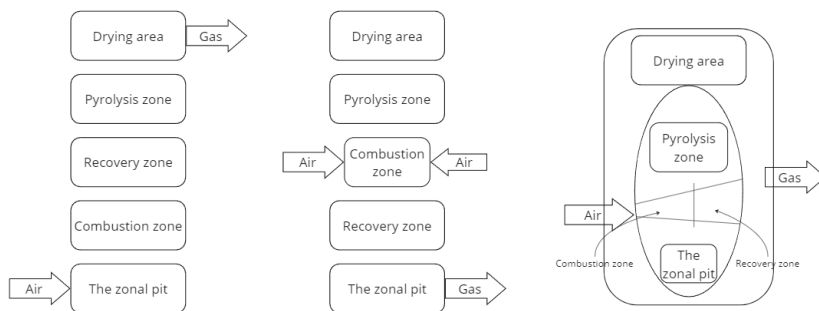 Drying area
Gas
Pyrolysis zone
Recovery zone
Combustion zone
Air
The zonal pit
Drying area
Pyrolysis zone
Air
Combustion
zone
Air
Recovery zone
The zonal pit
Gas
Drying area
Pyrolysis
zone
Gas
Air
Combustion zone
The
zonal pit
Recovery zone